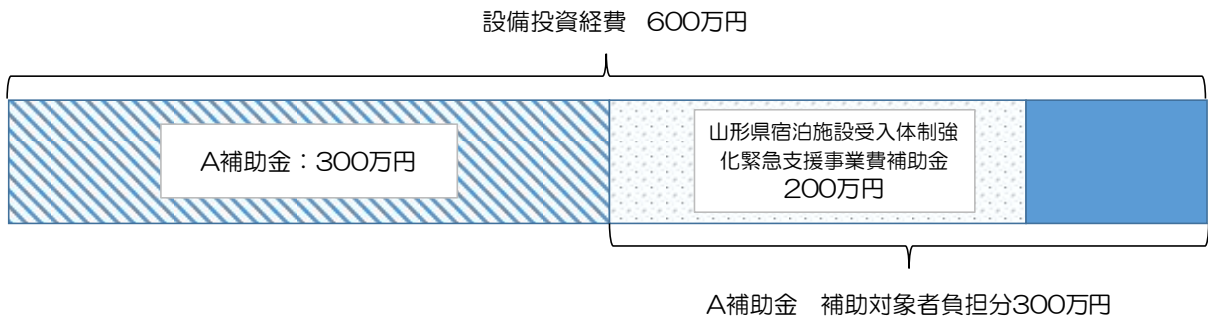 設備投資経費　600万円
A補助金：300万円
山形県宿泊施設受入体制強
化緊急支援事業費補助金
200万円
A補助金　補助対象者負担分300万円